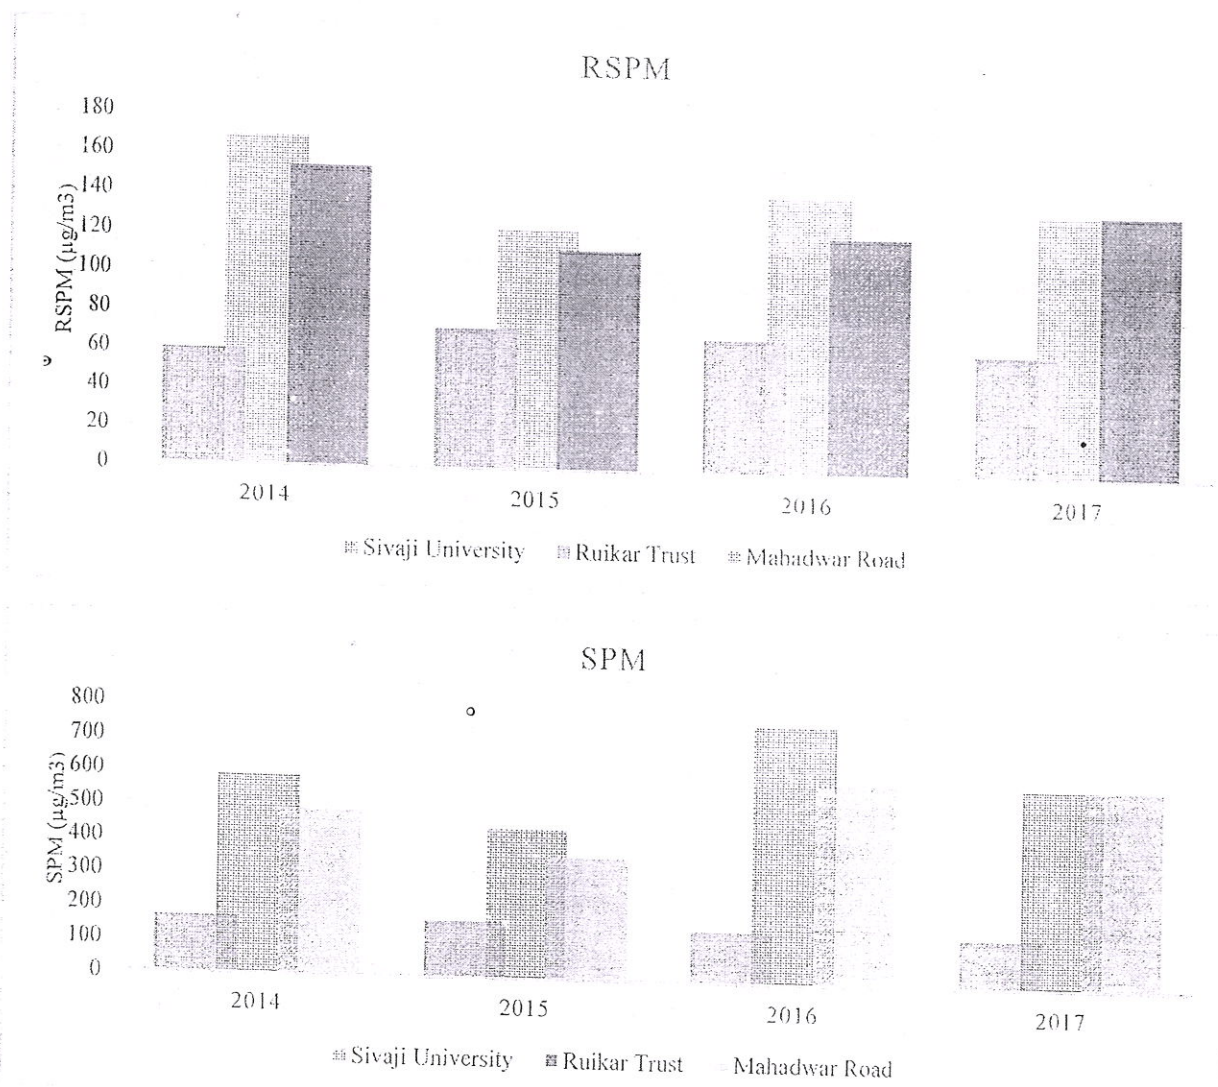 RSPM
180
160
140
120
100
80
60
40
20
0
RSPM (µg/m3)
2014 2015 2016 2017
Sivaji University Ruikar Trust Mahadwar Road
SPM
800
700
600
500
400
300
200
100
0
SPM (µg/m3)
2014 2015 2016 2017
Sivaji University Ruikar Trust Mahadwar Road